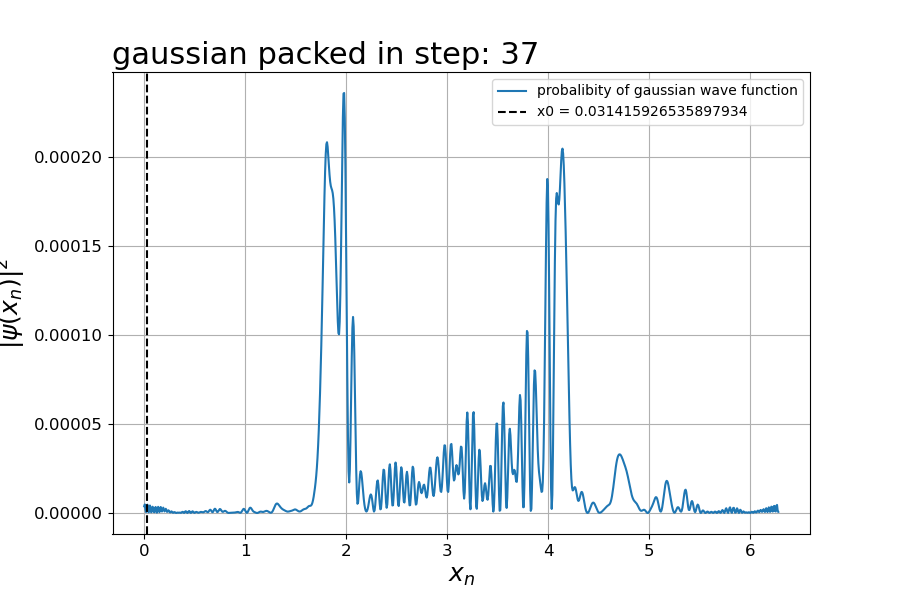 gaussian packed in step: 37
probalibity of gaussian wave function
x0 = 0.031415926535897934
0.00020
0.00015
0.00010
0.00005
0.00000
|ψ(xₙ)|²
0 1 2 3 4 5 6
xₙ